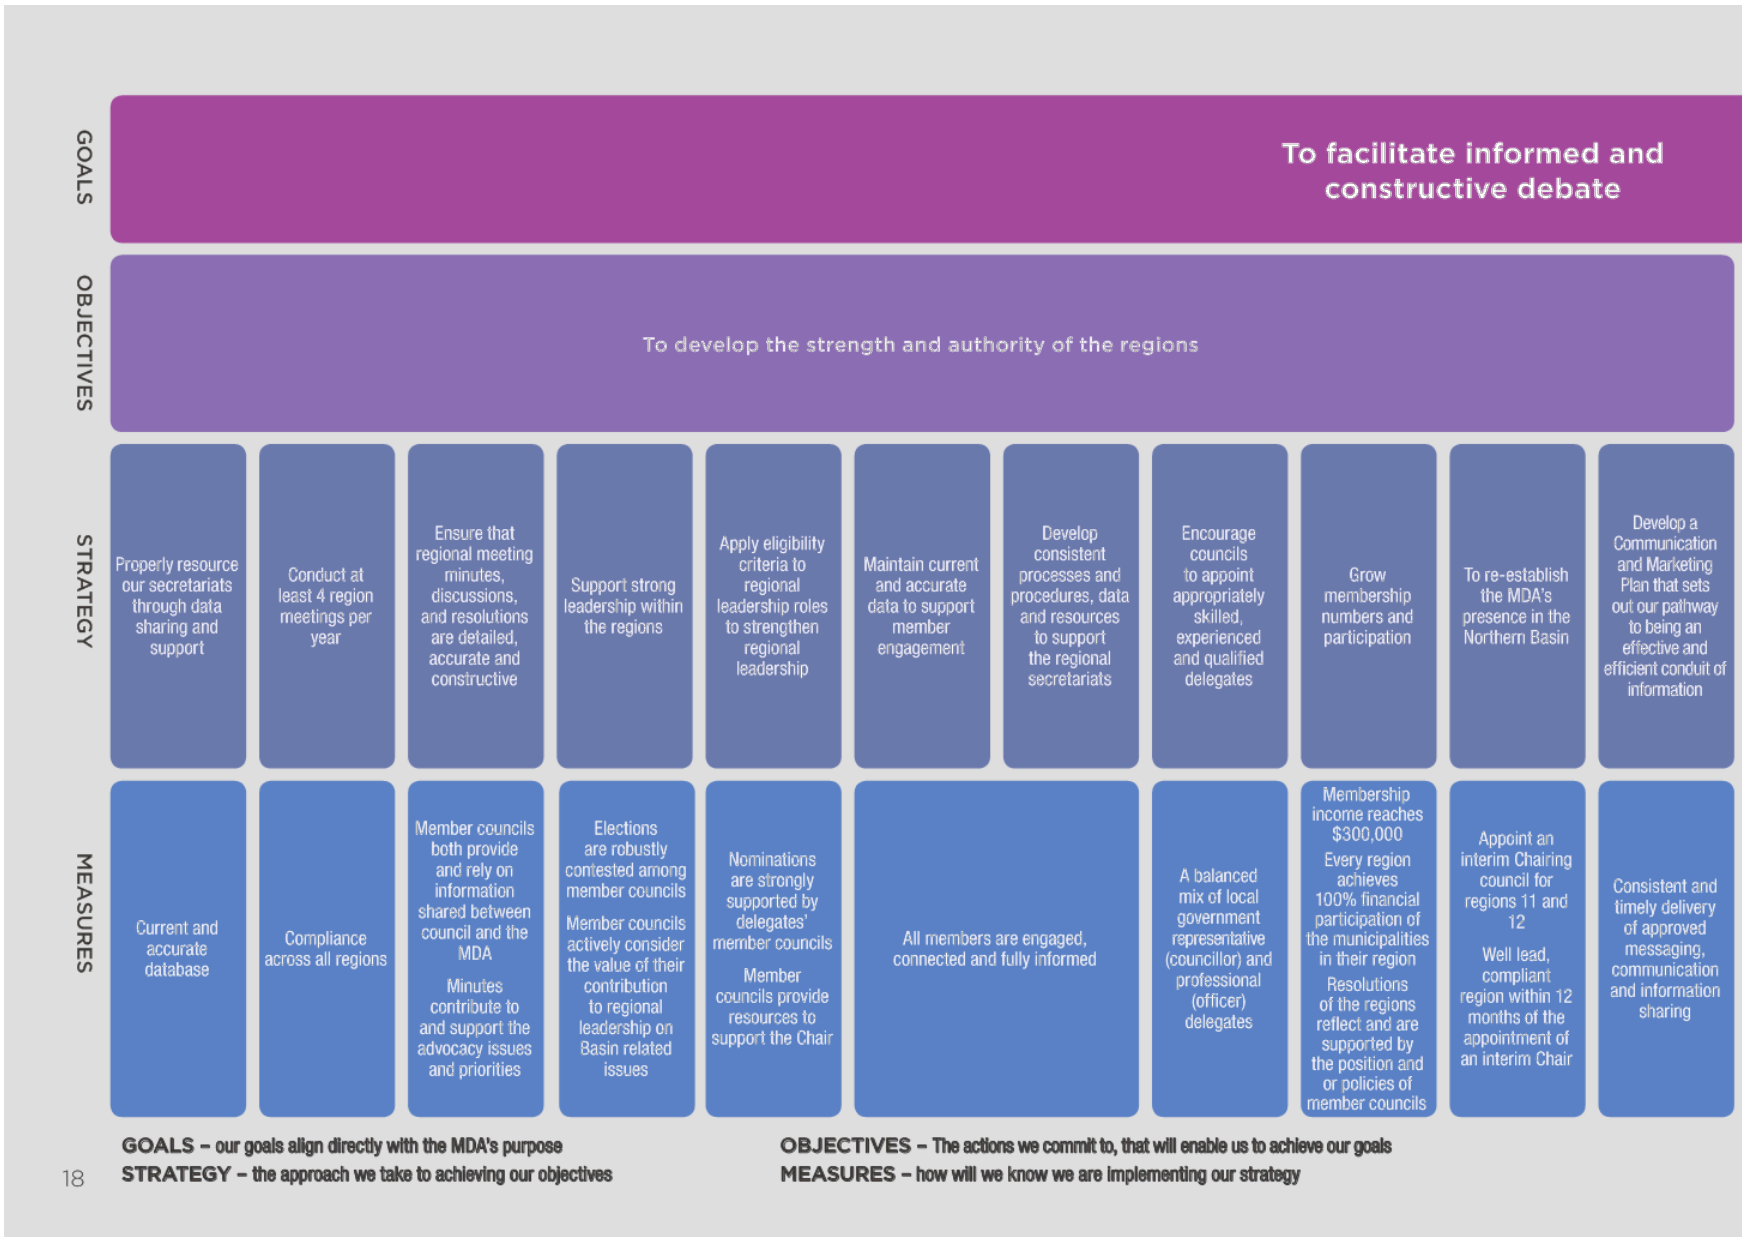 GOALS
To facilitate informed and
constructive debate
OBJECTIVES
To develop the strength and authority of the regions
STRATEGY
Properly resource
our secretariats
through data
sharing and
support
Conduct at
least 4 region
meetings per
year
Ensure that
regional meeting
minutes,
discussions,
and resolutions
are detailed,
accurate and
constructive
Support strong
leadership within
the regions
Apply eligibility
criteria to
regional
leadership roles
to strengthen
regional
leadership
Maintain current
and accurate
data to support
member
engagement
Develop
consistent
processes and
procedures, data
and resources
to support
the regional
secretariats
Encourage
councils
to appoint
appropriately
skilled,
experienced
and qualified
delegates
Grow
membership
numbers and
participation
To re-establish
the MDA's
presence in the
Northern Basin
Develop a
Communication
and Marketing
Plan that sets
out our pathway
to being an
effective and
efficient conduit of
information
MEASURES
Current and
accurate
database
Compliance
across all regions
Member councils
both provide
and rely on
information
shared between
council and the
MDA
Minutes
contribute to
and support the
advocacy issues
and priorities
Elections
are robustly
contested among
member councils
Member councils
actively consider
the value of their
contribution
to regional
leadership on
Basin related
issues
Nominations
are strongly
supported by
delegates'
member councils
Member
councils provide
resources to
support the Chair
All members are engaged,
connected and fully informed
A balanced
mix of local
government
representative
(councillor) and
professional
(officer)
delegates
Membership
income reaches
$300,000
Every region
achieves
100% financial
participation of
the municipalities
in their region
Resolutions
of the regions
reflect and are
supported by
the position and
or policies of
member councils
Appoint an
interim Chairing
council for
regions 11 and
12
Well lead,
compliant
region within 12
months of the
appointment of
an interim Chair
Consistent and
timely delivery
of approved
messaging,
communication
and information
sharing
GOALS – our goals align directly with the MDA's purpose
STRATEGY – the approach we take to achieving our objectives
OBJECTIVES – The actions we commit to, that will enable us to achieve our goals
MEASURES – how will we know we are implementing our strategy
18